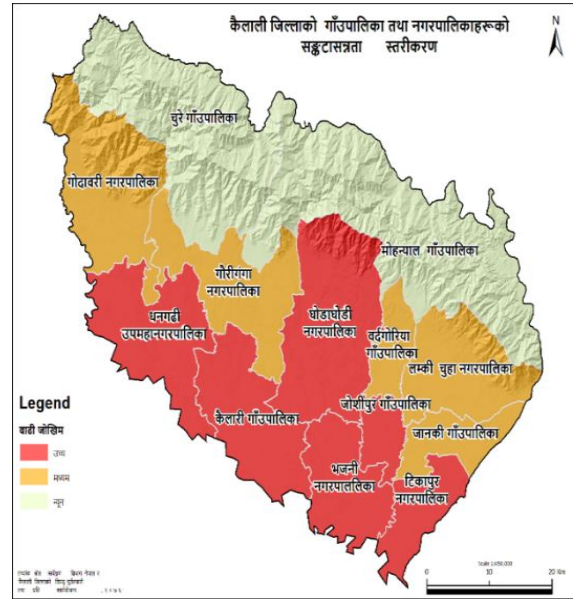 कैलाली जिल्लाको गाँउपालिका तथा नगरपालिकाहरूको
सङ्कटासन्नता स्तरीकरण
N
चुरे गाँउपालिका
गोदावरी नगरपालिका
मोहन्याल गाँउपालिका
गौरीगंगा
नगरपालिका
घोडाघोडी
नगरपालिका
धनगढी
उपमहानगरपालिका
वर्दगोरिया
गाँउपालिका
लम्की चुहा नगरपालिका
जोशीपुर गाँउपालिका
कैलारी गाँउपालिका
जानकी गाँउपालिका
भजनी
नगरपालिका
टिकापुर
नगरपालिका
Legend
वाढी जोखिम
उच्च
मध्यम
न्यून
0 10 20 Km